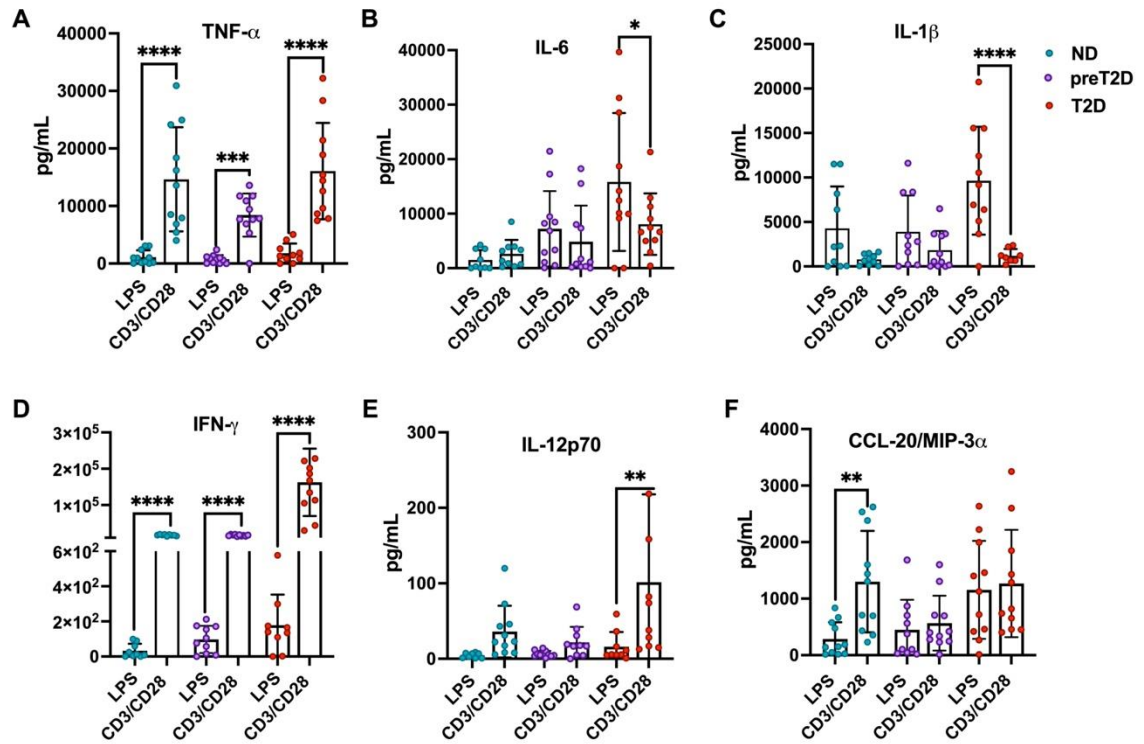 A
TNF-α
pg/mL
40000
30000
20000
10000
0
****
***
****
LPS
CD3/CD28
LPS
CD3/CD28
LPS
CD3/CD28
B
IL-6
pg/mL
40000
30000
20000
10000
0
*
LPS
CD3/CD28
LPS
CD3/CD28
LPS
CD3/CD28
C
IL-1β
pg/mL
25000
20000
15000
10000
5000
0
****
LPS
CD3/CD28
LPS
CD3/CD28
LPS
CD3/CD28
ND
preT2D
T2D
D
IFN-γ
3×10⁵
2×10⁵
1×10⁵
6×10²
4×10²
2×10²
0
****
****
****
LPS
CD3/CD28
LPS
CD3/CD28
LPS
CD3/CD28
E
IL-12p70
pg/mL
300
200
100
0
**
LPS
CD3/CD28
LPS
CD3/CD28
LPS
CD3/CD28
F
CCL-20/MIP-3α
pg/mL
4000
3000
2000
1000
0
**
LPS
CD3/CD28
LPS
CD3/CD28
LPS
CD3/CD28